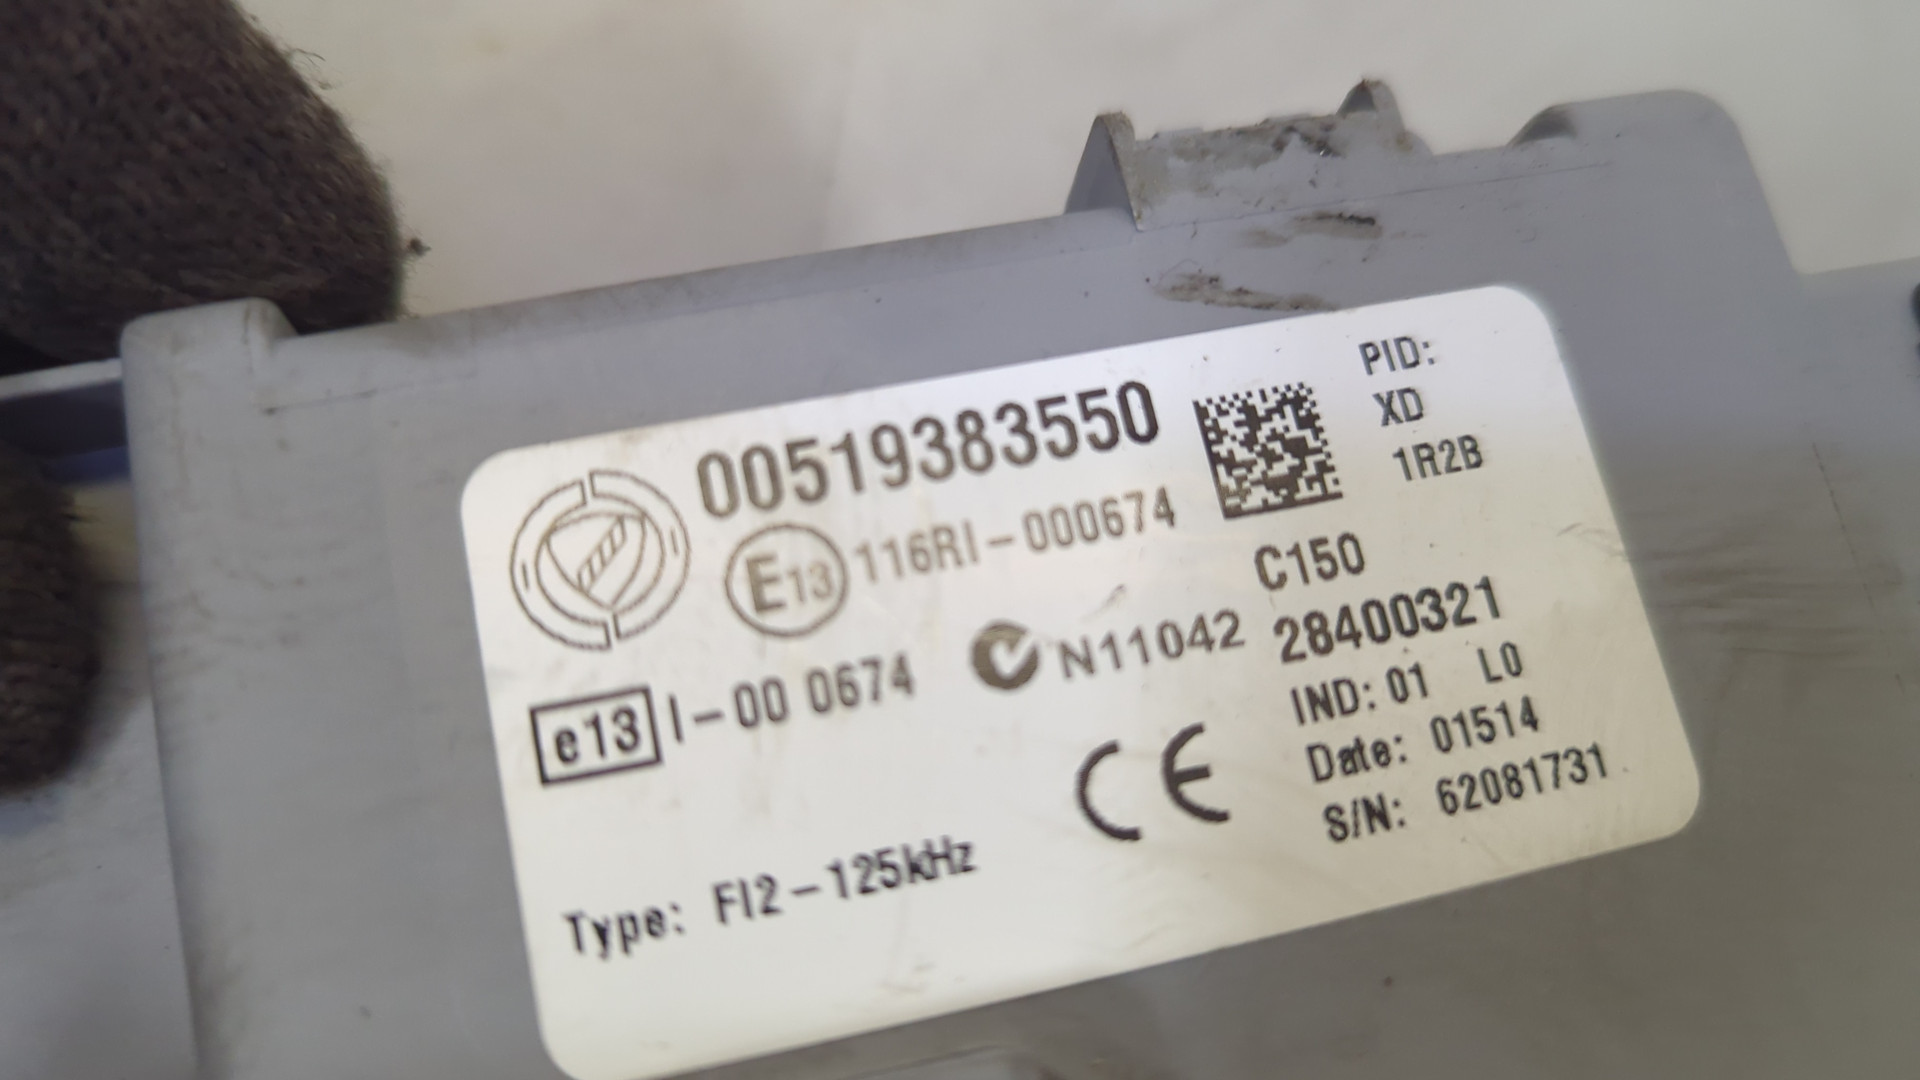 00519383550
E13 116RI-000674
e13 I-00 0674
N11042
Type: FI2-125kHz
PID:
XD
1R2B
C150
28400321
IND: 01 L0
Date: 01514
S/N: 62081731
CE